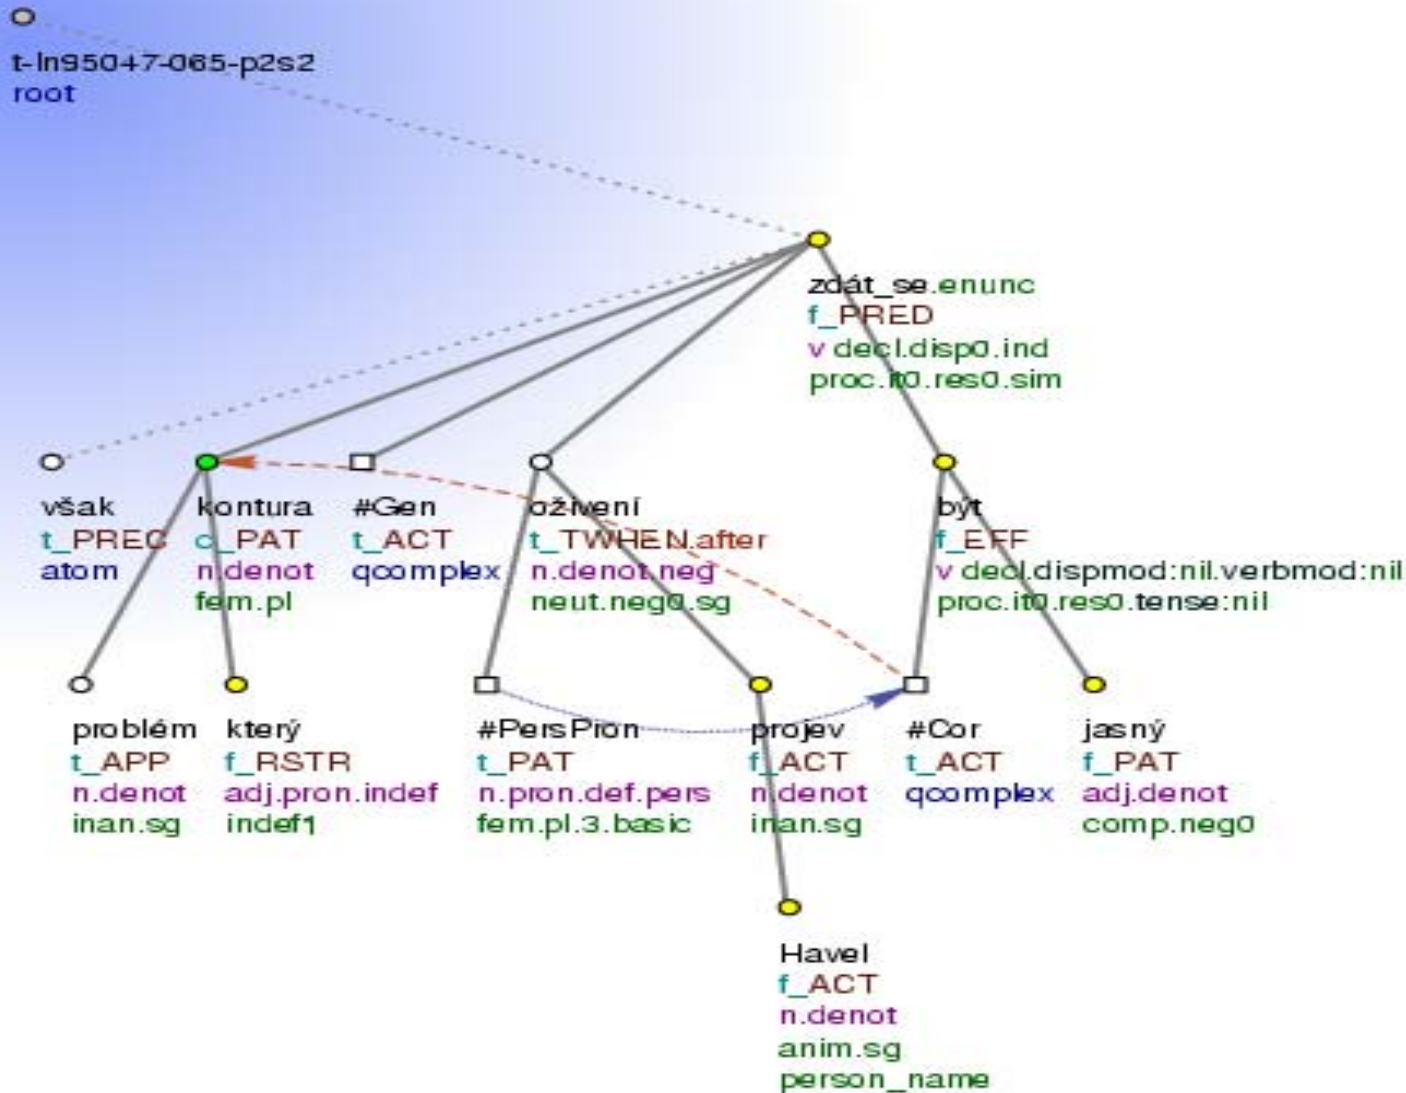 t-ln95047-065-p2s2
root
zdát_se.enunc
f_PRED
v decl.disp0.ind
proc.it0.res0.sim
však
t_PREC
atom
kontura
c_PAT
n.denot
fem.pl
#Gen
t_ACT
qcomplex
oživení
t_TWHEN.after
n.denot.neg
neut.neg0.sg
být
f_EFF
v decl.dispmod:nil.verbmod:nil
proc.it0.res0.tense:nil
problém
t_APP
n.denot
inan.sg
který
f_RSTR
adj.pron.indef
indef1
#PersPron
t_PAT
n.pron.def.pers
fem.pl.3.basic
projev
f_ACT
n.denot
inan.sg
#Cor
t_ACT
qcomplex
jasný
f_PAT
adj.denot
comp.neg0
Havel
f_ACT
n.denot
anim.sg
person_name